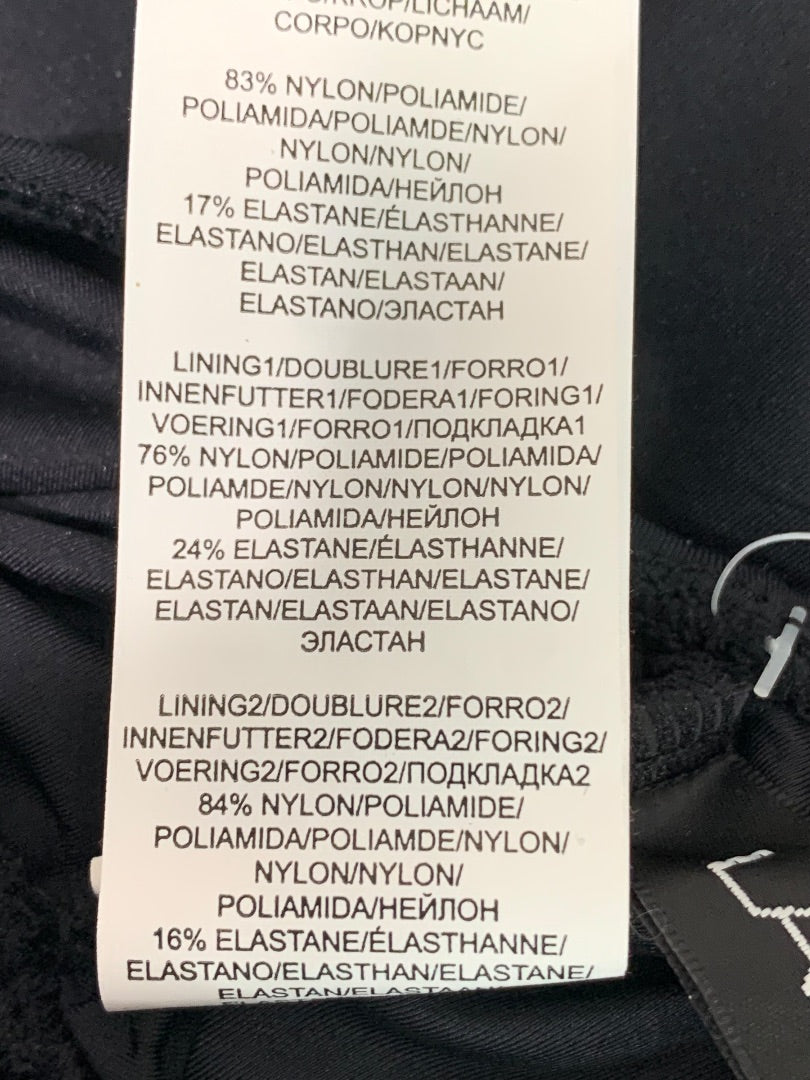 /LICHAAM/
CORPO/KOPNYC
83% NYLON/POLIAMIDE/
POLIAMIDA/POLIAMDE/NYLON/
NYLON/NYLON/
POLIAMIDA/НЕЙЛОН
17% ELASTANE/ÉLASTHANNE/
ELASTANO/ELASTHAN/ELASTANE/
ELASTAN/ELASTAAN/
ELASTANO/ЭЛАСТАН
LINING1/DOUBLURE1/FORRO1/
INNENFUTTER1/FODERA1/FORING1/
VOERING1/FORRO1/ПОДКЛАДКА1
76% NYLON/POLIAMIDE/POLIAMIDA/
POLIAMDE/NYLON/NYLON/NYLON/
POLIAMIDA/НЕЙЛОН
24% ELASTANE/ÉLASTHANNE/
ELASTANO/ELASTHAN/ELASTANE/
ELASTAN/ELASTAAN/ELASTANO/
ЭЛАСТАН
LINING2/DOUBLURE2/FORRO2/
INNENFUTTER2/FODERA2/FORING2/
VOERING2/FORRO2/ПОДКЛАДКА2
84% NYLON/POLIAMIDE/
POLIAMIDA/POLIAMDE/NYLON/
NYLON/NYLON/
POLIAMIDA/НЕЙЛОН
16% ELASTANE/ÉLASTHANNE/
ELASTANO/ELASTHAN/ELASTANE/
ELASTAN/